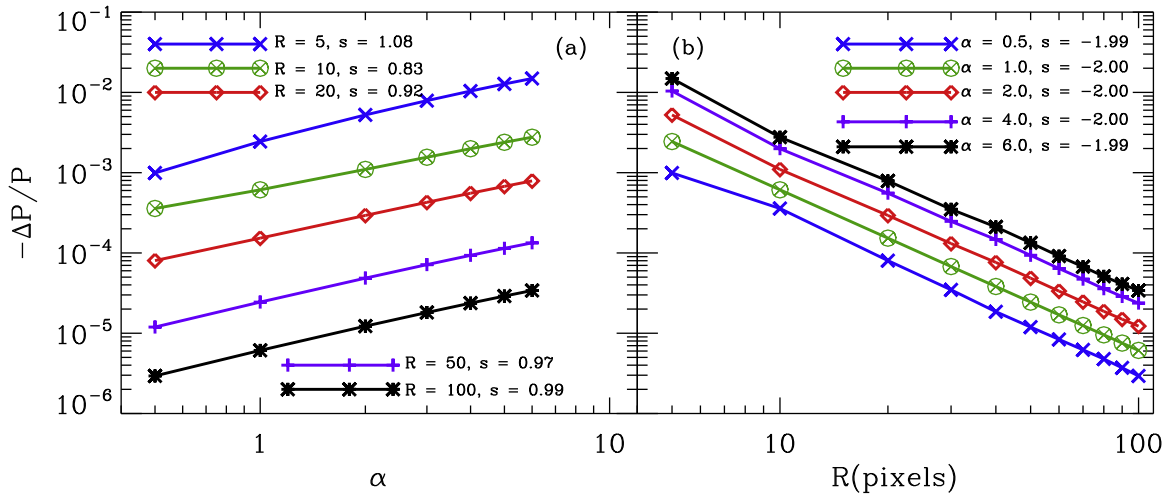 10⁻¹
10⁻²
10⁻³
10⁻⁴
10⁻⁵
10⁻⁶
−ΔP/P
R = 5, s = 1.08
R = 10, s = 0.83
R = 20, s = 0.92
(a)
R = 50, s = 0.97
R = 100, s = 0.99
1
10
α
(b)
α = 0.5, s = −1.99
α = 1.0, s = −2.00
α = 2.0, s = −2.00
α = 4.0, s = −2.00
α = 6.0, s = −1.99
10
100
R(pixels)